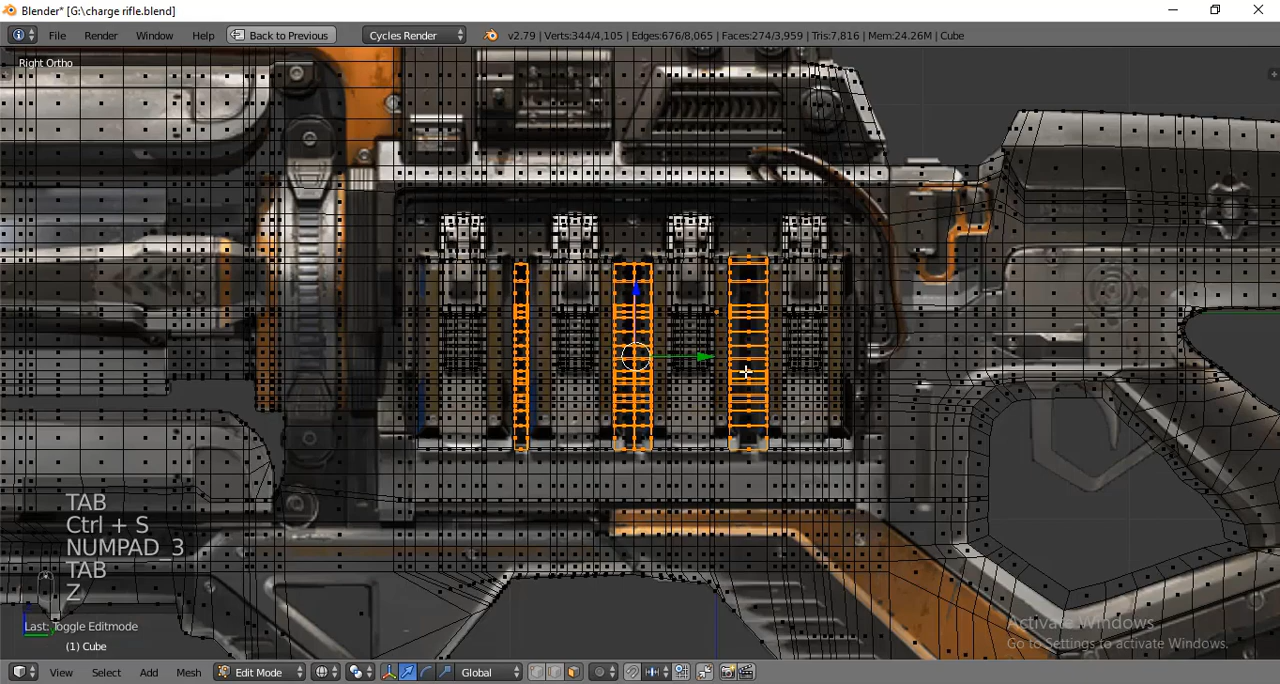 Blender* [G:\charge rifle.blend]
File Render Window Help Back to Previous Cycles Render v2.79 | Verts:344/4,105 | Edges:676/8,065 | Faces:274/3,959 | Tris:7,816 | Mem:24.26M | Cube
Right Ortho
TAB
Ctrl + S
NUMPAD_3
TAB
Z
Last: Toggle Editmode
(1) Cube
Activate Windows
Go to Settings to activate Windows.
View Select Add Mesh Edit Mode Global